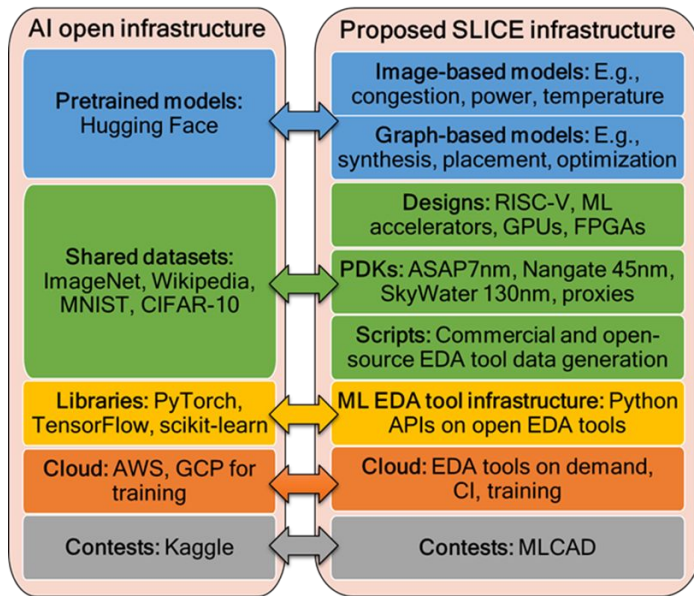 AI open infrastructure
Pretrained models:
Hugging Face
Shared datasets:
ImageNet, Wikipedia,
MNIST, CIFAR-10
Libraries: PyTorch,
TensorFlow, scikit-learn
Cloud: AWS, GCP for
training
Contests: Kaggle
Proposed SLICE infrastructure
Image-based models: E.g.,
congestion, power, temperature
Graph-based models: E.g.,
synthesis, placement, optimization
Designs: RISC-V, ML
accelerators, GPUs, FPGAs
PDKs: ASAP7nm, Nangate 45nm,
SkyWater 130nm, proxies
Scripts: Commercial and open-
source EDA tool data generation
ML EDA tool infrastructure: Python
APIs on open EDA tools
Cloud: EDA tools on demand,
CI, training
Contests: MLCAD